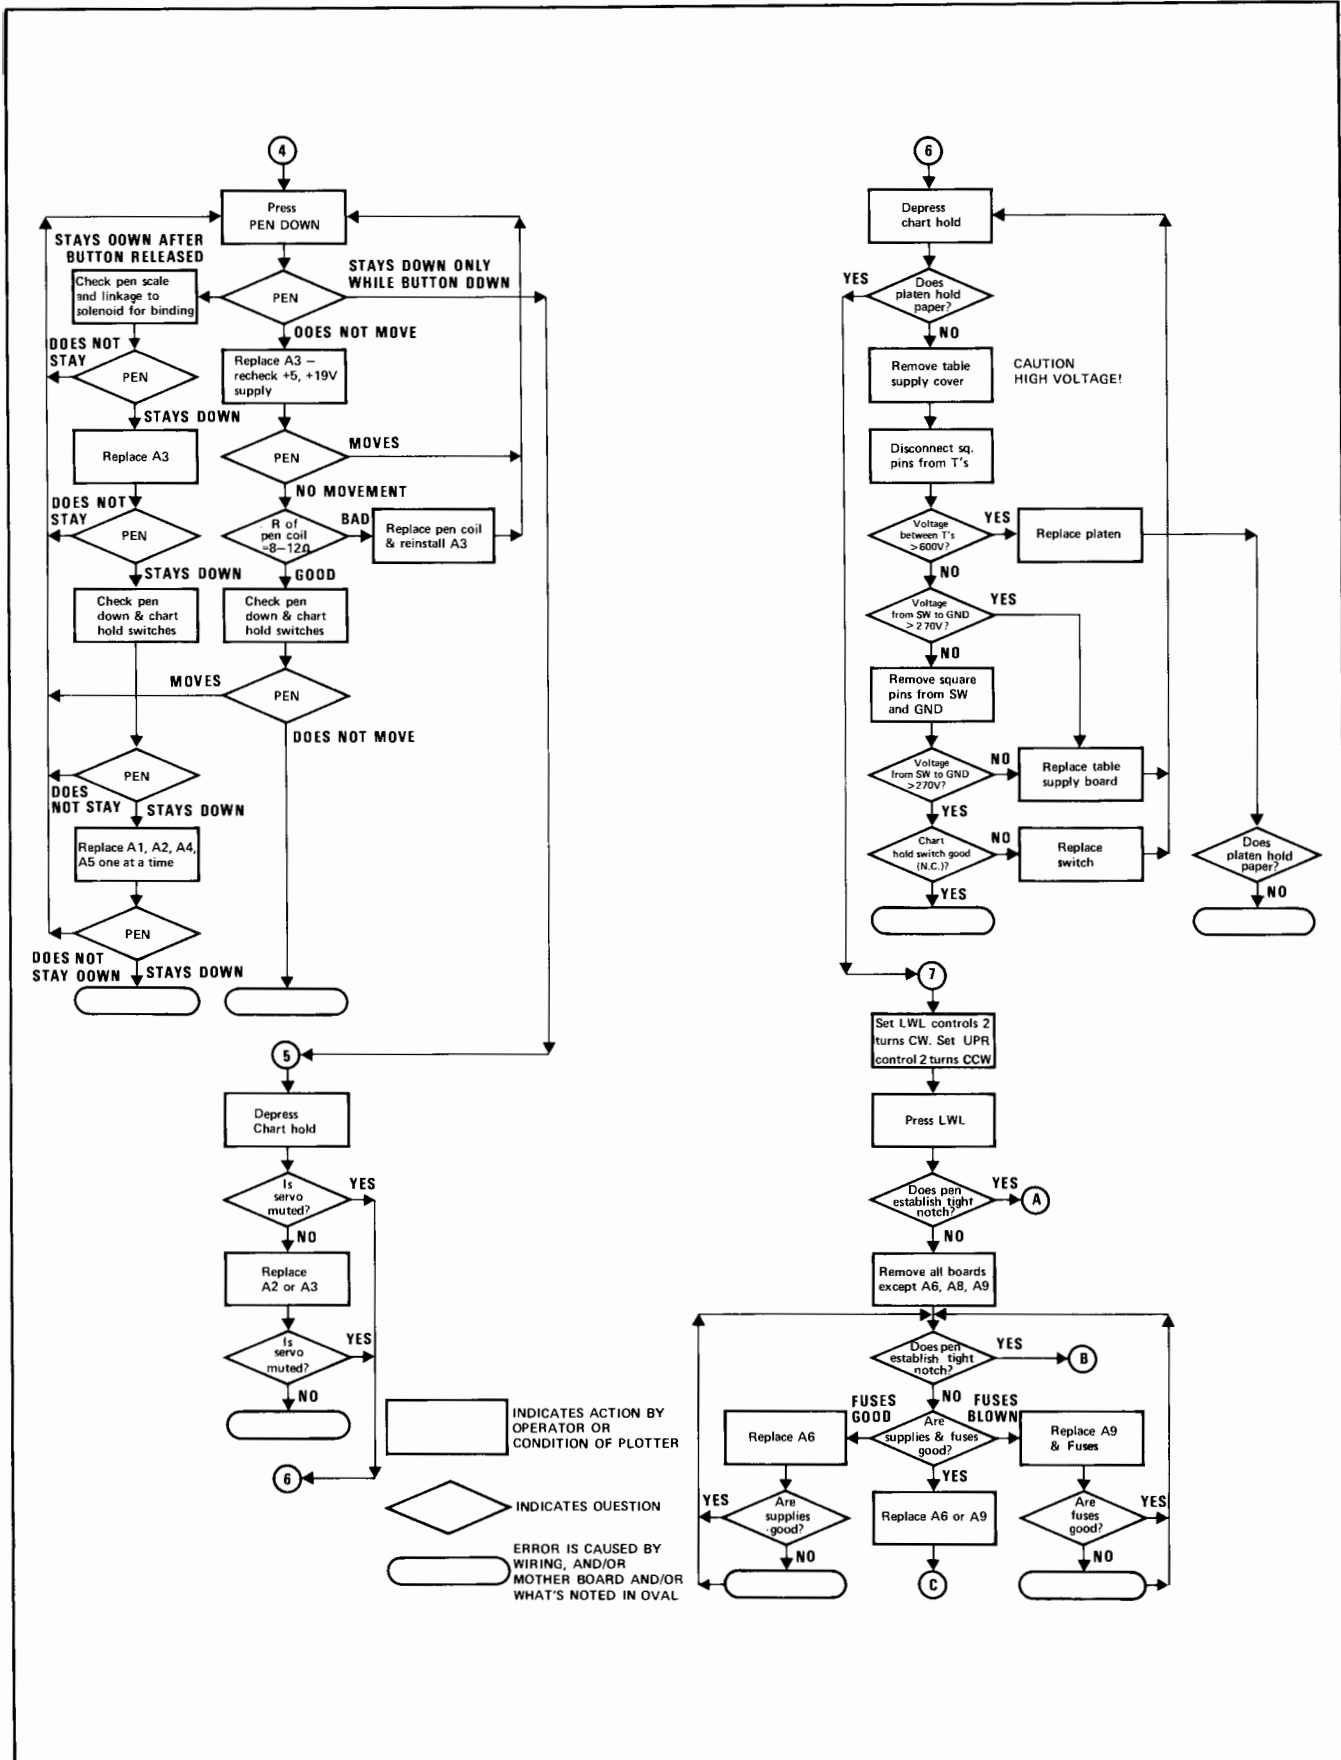 4
Press
PEN DOWN
STAYS OOWN AFTER
BUTTON RELEASED
STAYS DOWN ONLY
WHILE BUTTON DOWN
Check pen scale
and linkage to
solenoid for binding
PEN
OOES NOT MOVE
DOES NOT
STAY
PEN
Replace A3 –
recheck +5, +19V
supply
STAYS DOWN
Replace A3
PEN
MOVES
NO MOVEMENT
DOES NOT
STAY
PEN
R of
pen coil
=8–12Ω
BAD
Replace pen coil
& reinstall A3
STAYS DOWN
GOOD
Check pen
down & chart
hold switches
Check pen
down & chart
hold switches
MOVES
PEN
DOES NOT MOVE
PEN
DOES
NOT STAY
STAYS DOWN
Replace A1, A2, A4,
A5 one at a time
PEN
DOES NOT
STAY OOWN
STAYS DOWN
5
Depress
Chart hold
Is
servo
muted?
YES
NO
Replace
A2 or A3
Is
servo
muted?
YES
NO
6
INDICATES ACTION BY
OPERATOR OR
CONDITION OF PLOTTER
INDICATES OUESTION
ERROR IS CAUSED BY
WIRING, AND/OR
MOTHER BOARD AND/OR
WHAT'S NOTED IN OVAL
6
Depress
chart hold
YES
Does
platen hold
paper?
NO
Remove table
supply cover
CAUTION
HIGH VOLTAGE!
Disconnect sq.
pins from T's
Voltage
between T's
>600V?
YES
Replace platen
NO
Voltage
from SW to GND
>270V?
YES
NO
Remove square
pins from SW
and GND
Voltage
from SW to GND
>270V?
NO
Replace table
supply board
YES
Chart
hold switch good
(N.C.)?
NO
Replace
switch
Does
platen hold
paper?
YES
NO
7
Set LWL controls 2
turns CW. Set UPR
control 2 turns CCW
Press LWL
Does pen
establish tight
notch?
YES
A
NO
Remove all boards
except A6, A8, A9
Does pen
establish tight
notch?
YES
B
NO
FUSES
GOOD
FUSES
BLOWN
Replace A6
Are
supplies & fuses
good?
Replace A9
& Fuses
YES
YES
Are
supplies
good?
Replace A6 or A9
Are
fuses
good?
YES
NO
NO
C